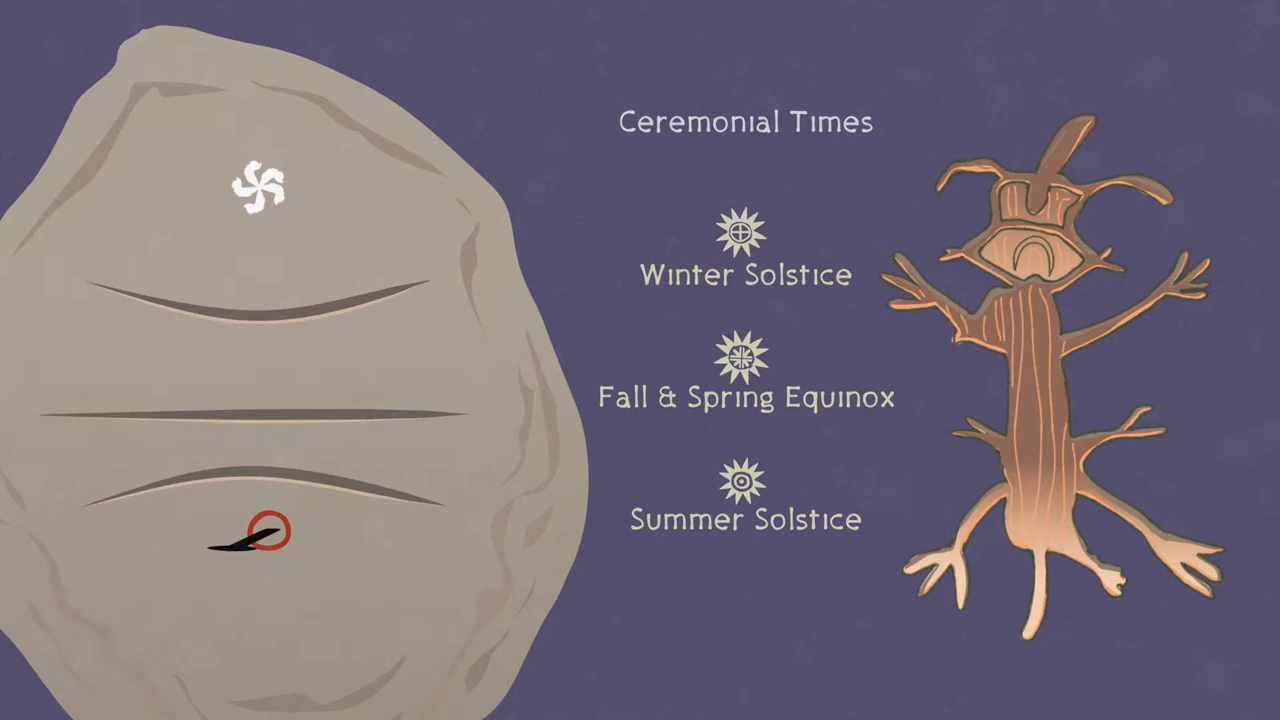 Ceremonial Times
Winter Solstice
Fall & Spring Equinox
Summer Solstice